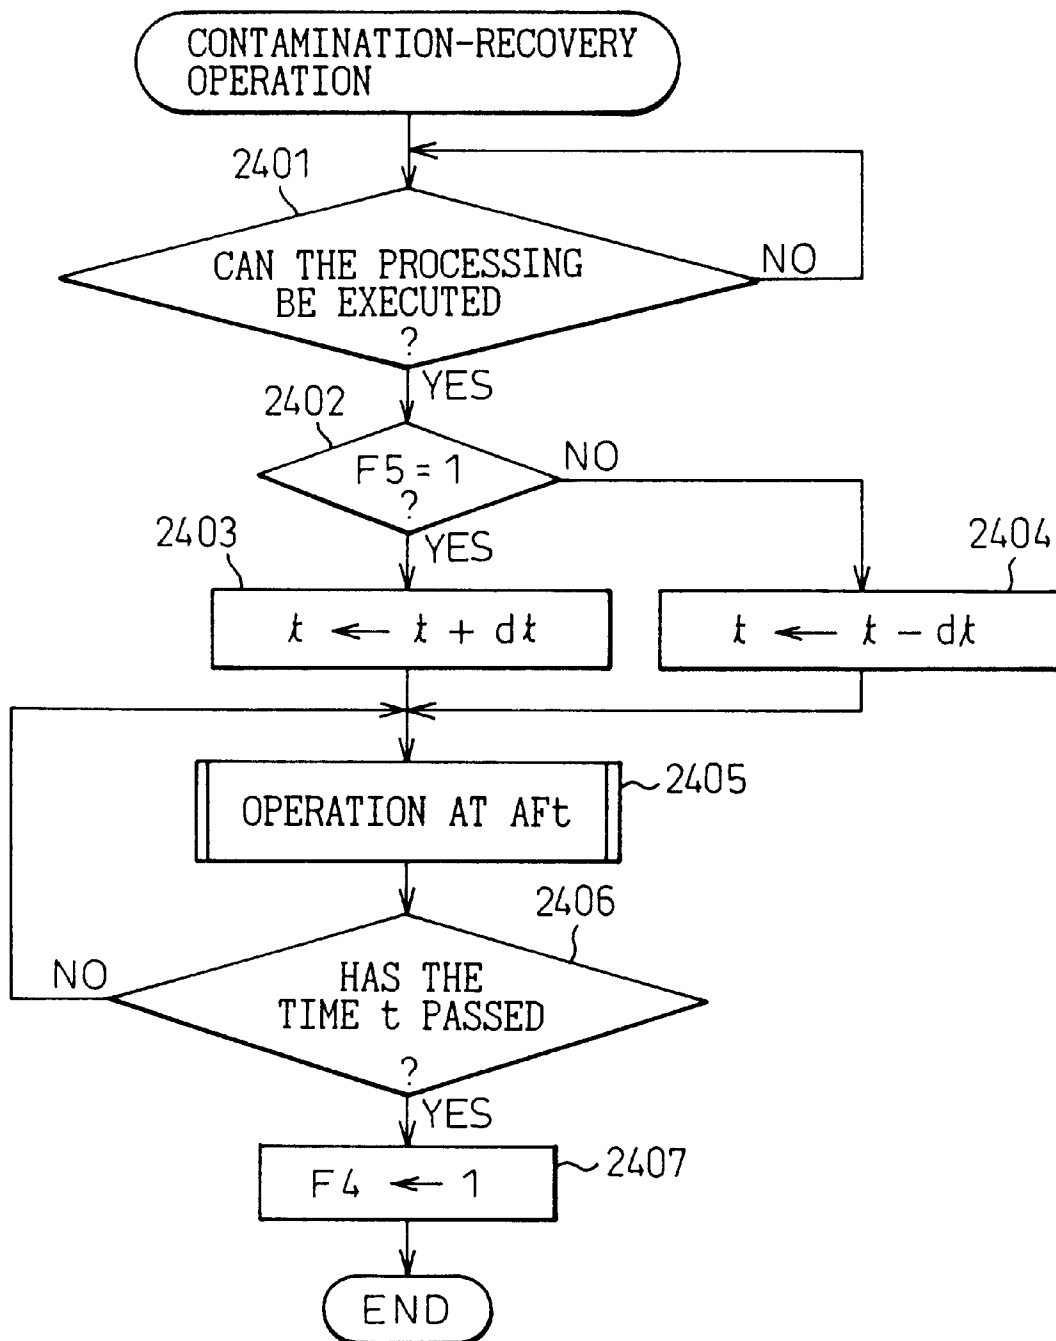 CONTAMINATION-RECOVERY
OPERATION
2401
CAN THE PROCESSING
BE EXECUTED
?
NO
YES
2402
F5 = 1
?
NO
YES
2403
t ← t + dt
2404
t ← t - dt
OPERATION AT AFt
2405
2406
HAS THE
TIME t PASSED
?
NO
YES
F4 ← 1
2407
END